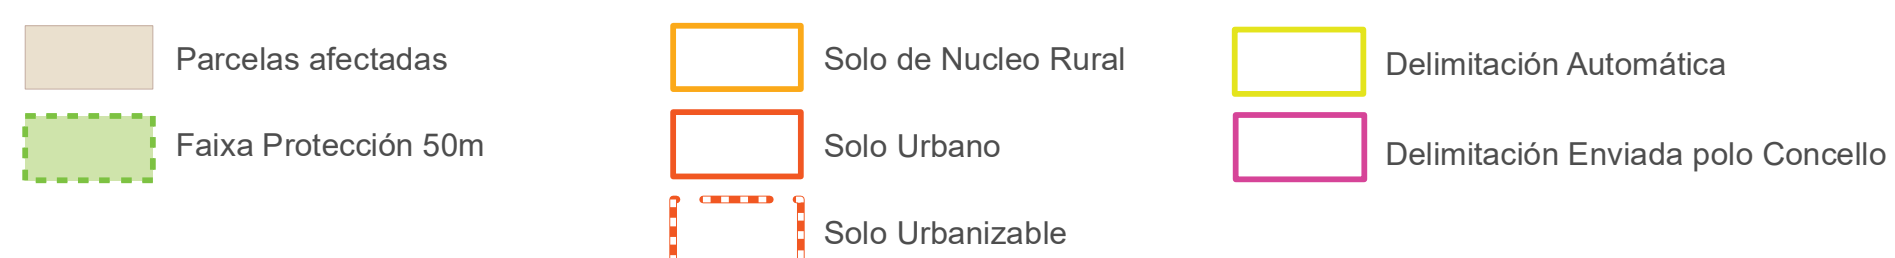 Parcelas afectadas
Faixa Protección 50m
Solo de Nucleo Rural
Solo Urbano
Solo Urbanizable
Delimitación Automática
Delimitación Enviada polo Concello